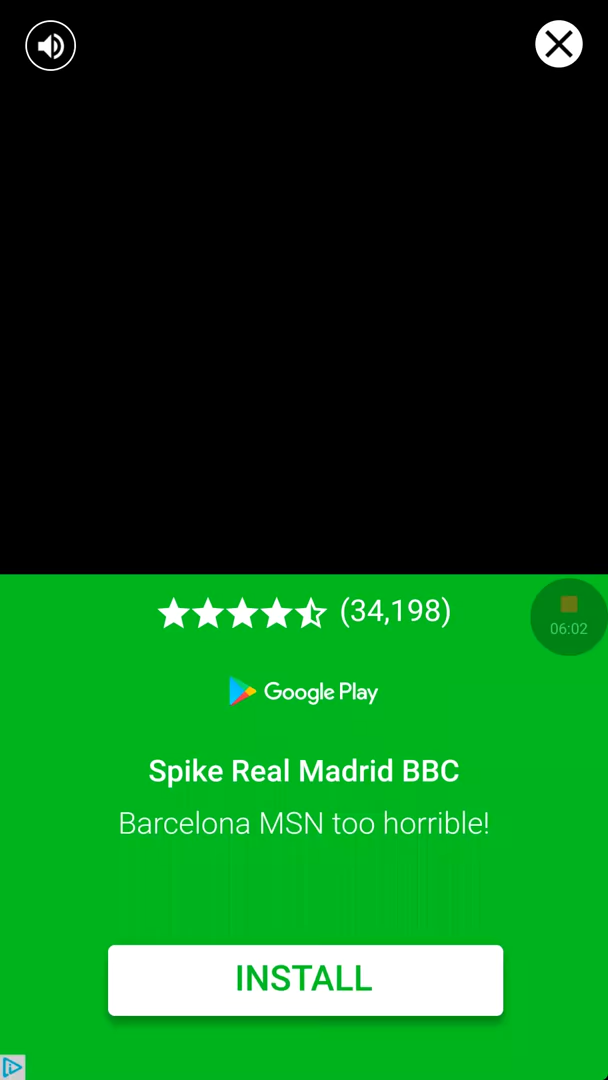 (34,198)
06:02
Google Play
Spike Real Madrid BBC
Barcelona MSN too horrible!
INSTALL